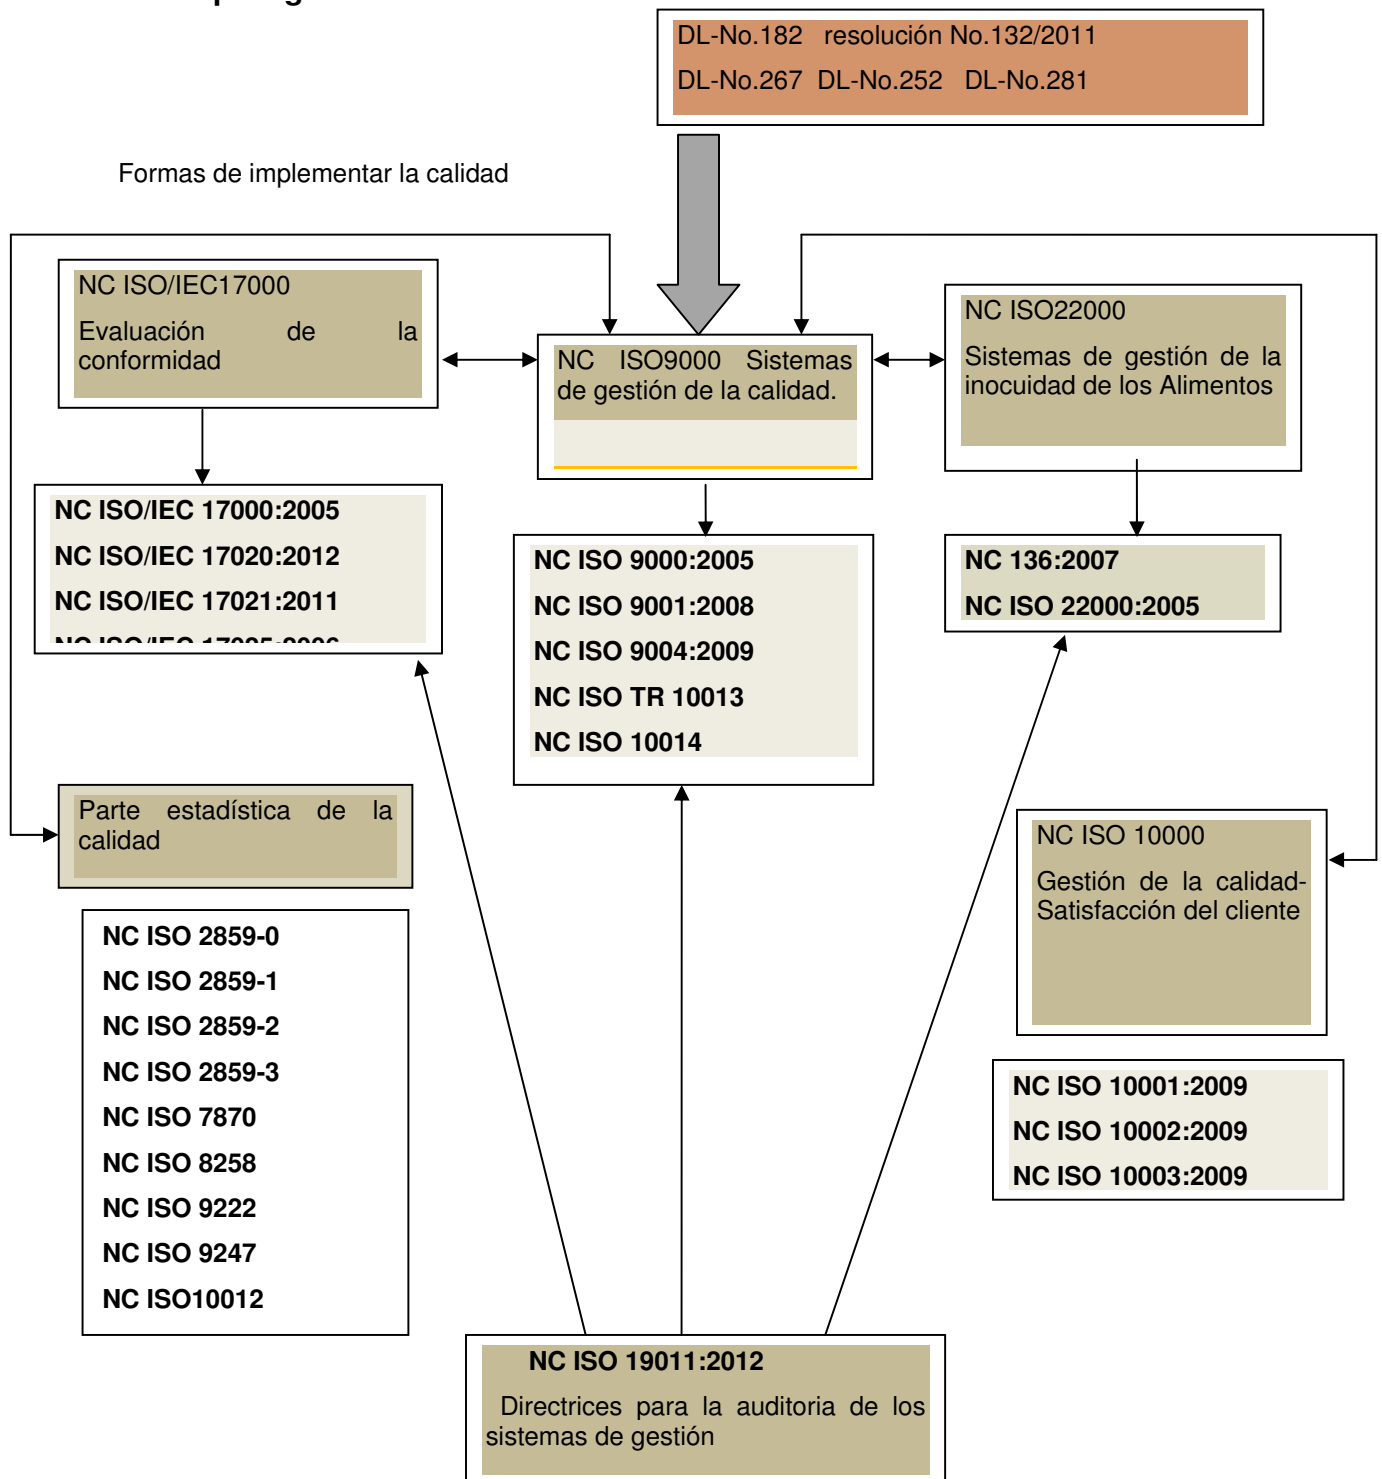 DL-No.182 resolución No.132/2011
DL-No.267 DL-No.252 DL-No.281
Formas de implementar la calidad
NC ISO/IEC17000
Evaluación de la
conformidad
NC ISO9000 Sistemas
de gestión de la calidad.
NC ISO22000
Sistemas de gestión de la
inocuidad de los Alimentos
NC ISO/IEC 17000:2005
NC ISO/IEC 17020:2012
NC ISO/IEC 17021:2011
NC ISO 9000:2005
NC ISO 9001:2008
NC ISO 9004:2009
NC ISO TR 10013
NC ISO 10014
NC 136:2007
NC ISO 22000:2005
Parte estadística de la
calidad
NC ISO 2859-0
NC ISO 2859-1
NC ISO 2859-2
NC ISO 2859-3
NC ISO 7870
NC ISO 8258
NC ISO 9222
NC ISO 9247
NC ISO10012
NC ISO 10000
Gestión de la calidad-
Satisfacción del cliente
NC ISO 10001:2009
NC ISO 10002:2009
NC ISO 10003:2009
NC ISO 19011:2012
Directrices para la auditoria de los
sistemas de gestión